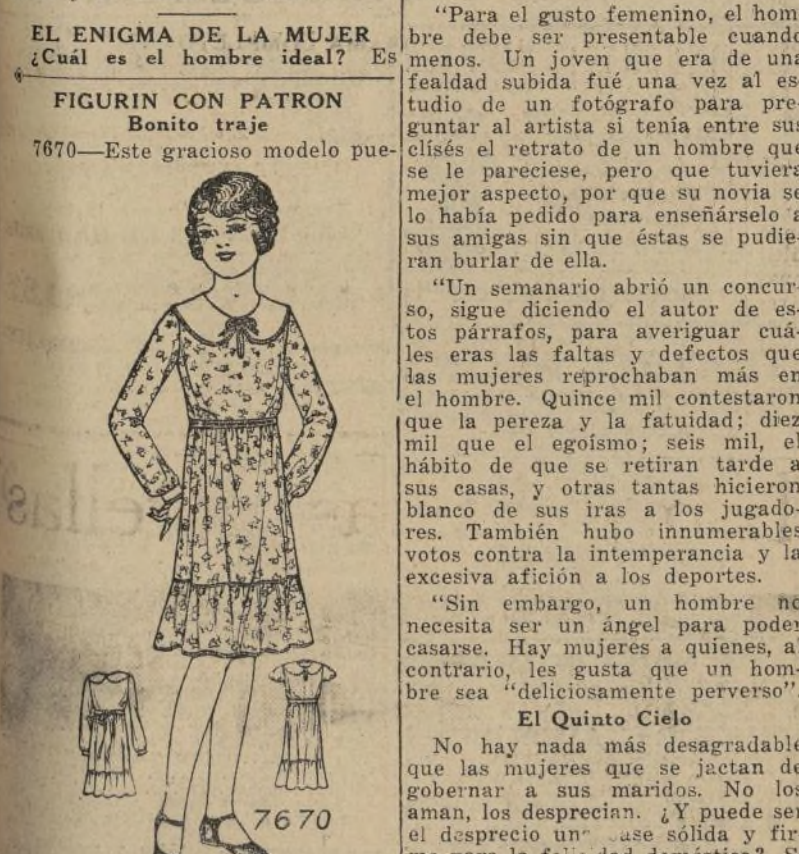 EL ENIGMA DE LA MUJER
¿Cuál es el hombre ideal? Es
FIGURIN CON PATRON
Bonito traje
7670—Este gracioso modelo pue-
7670
“Para el gusto femenino, el hom
bre debe ser presentable cuando
menos. Un joven que era de una
fealdad subida fué una vez al es-
tudio de un fotógrafo para pre-
guntar al artista si tenía entre sus
clisés el retrato de un hombre que
se le pareciese, pero que tuviera
mejor aspecto, por que su novia se
lo había pedido para enseñárselo a
sus amigas sin que éstas se pudie-
ran burlar de ella.
“Un semanario abrió un concur-
so, sigue diciendo el autor de es-
tos párrafos, para averiguar cuá-
les eras las faltas y defectos que
las mujeres reprochaban más en
el hombre. Quince mil contestaron
que la pereza y la fatuidad; diez
mil que el egoísmo; seis mil, el
hábito de que se retiran tarde a
sus casas, y otras tantas hicieron
blanco de sus iras a los jugado-
res. También hubo innumerables
votos contra la intemperancia y la
excesiva afición a los deportes.
“Sin embargo, un hombre no
necesita ser un ángel para poder
casarse. Hay mujeres a quienes, al
contrario, les gusta que un hom-
bre sea “deliciosamente perverso”.
El Quinto Cielo
No hay nada más desagradable
que las mujeres que se jactan de
gobernar a sus maridos. No los
aman, los desprecian. ¿Y puede ser
el desprecio sólida y fir